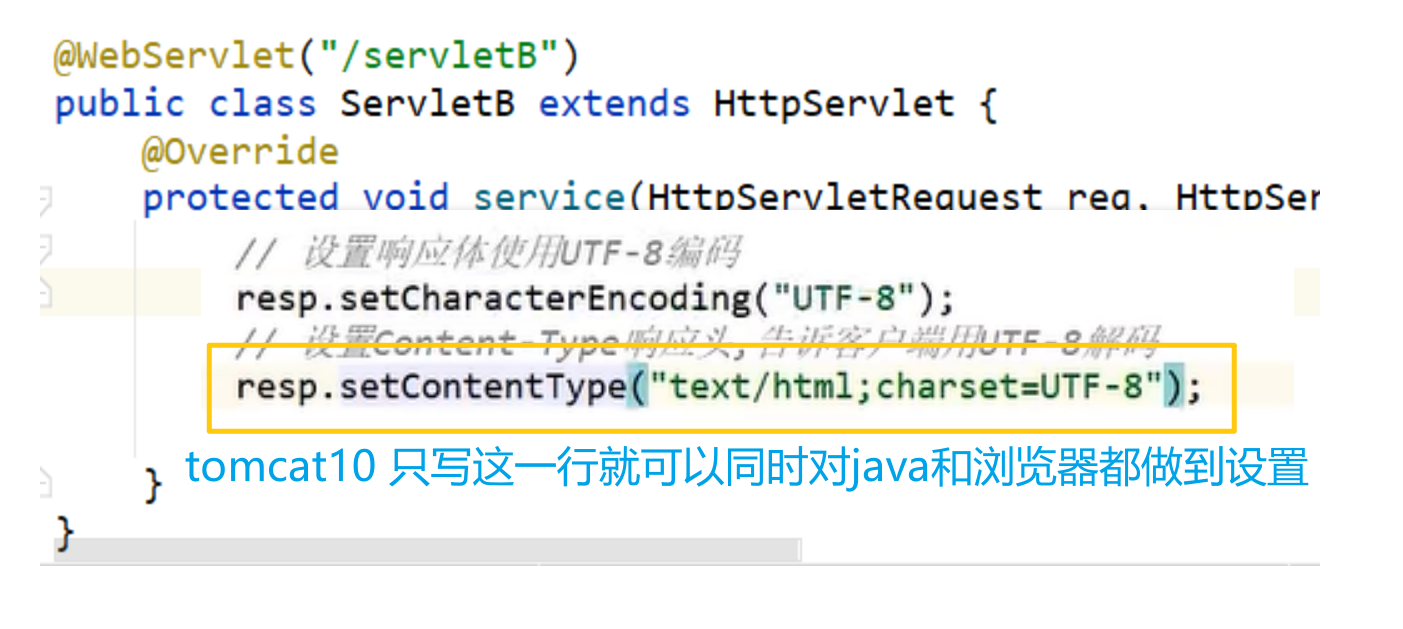 @WebServlet("/servletB")
public class ServletB extends HttpServlet {
@Override
protected void service(HttpServletRequest req, HttpSer
// 设置响应体使用UTF-8编码
resp.setCharacterEncoding("UTF-8");
// 设置Content-Type响应头,告诉客户端用UTF-8解码
resp.setContentType("text/html;charset=UTF-8");
tomcat10 只写这一行就可以同时对java和浏览器都做到设置
}
}